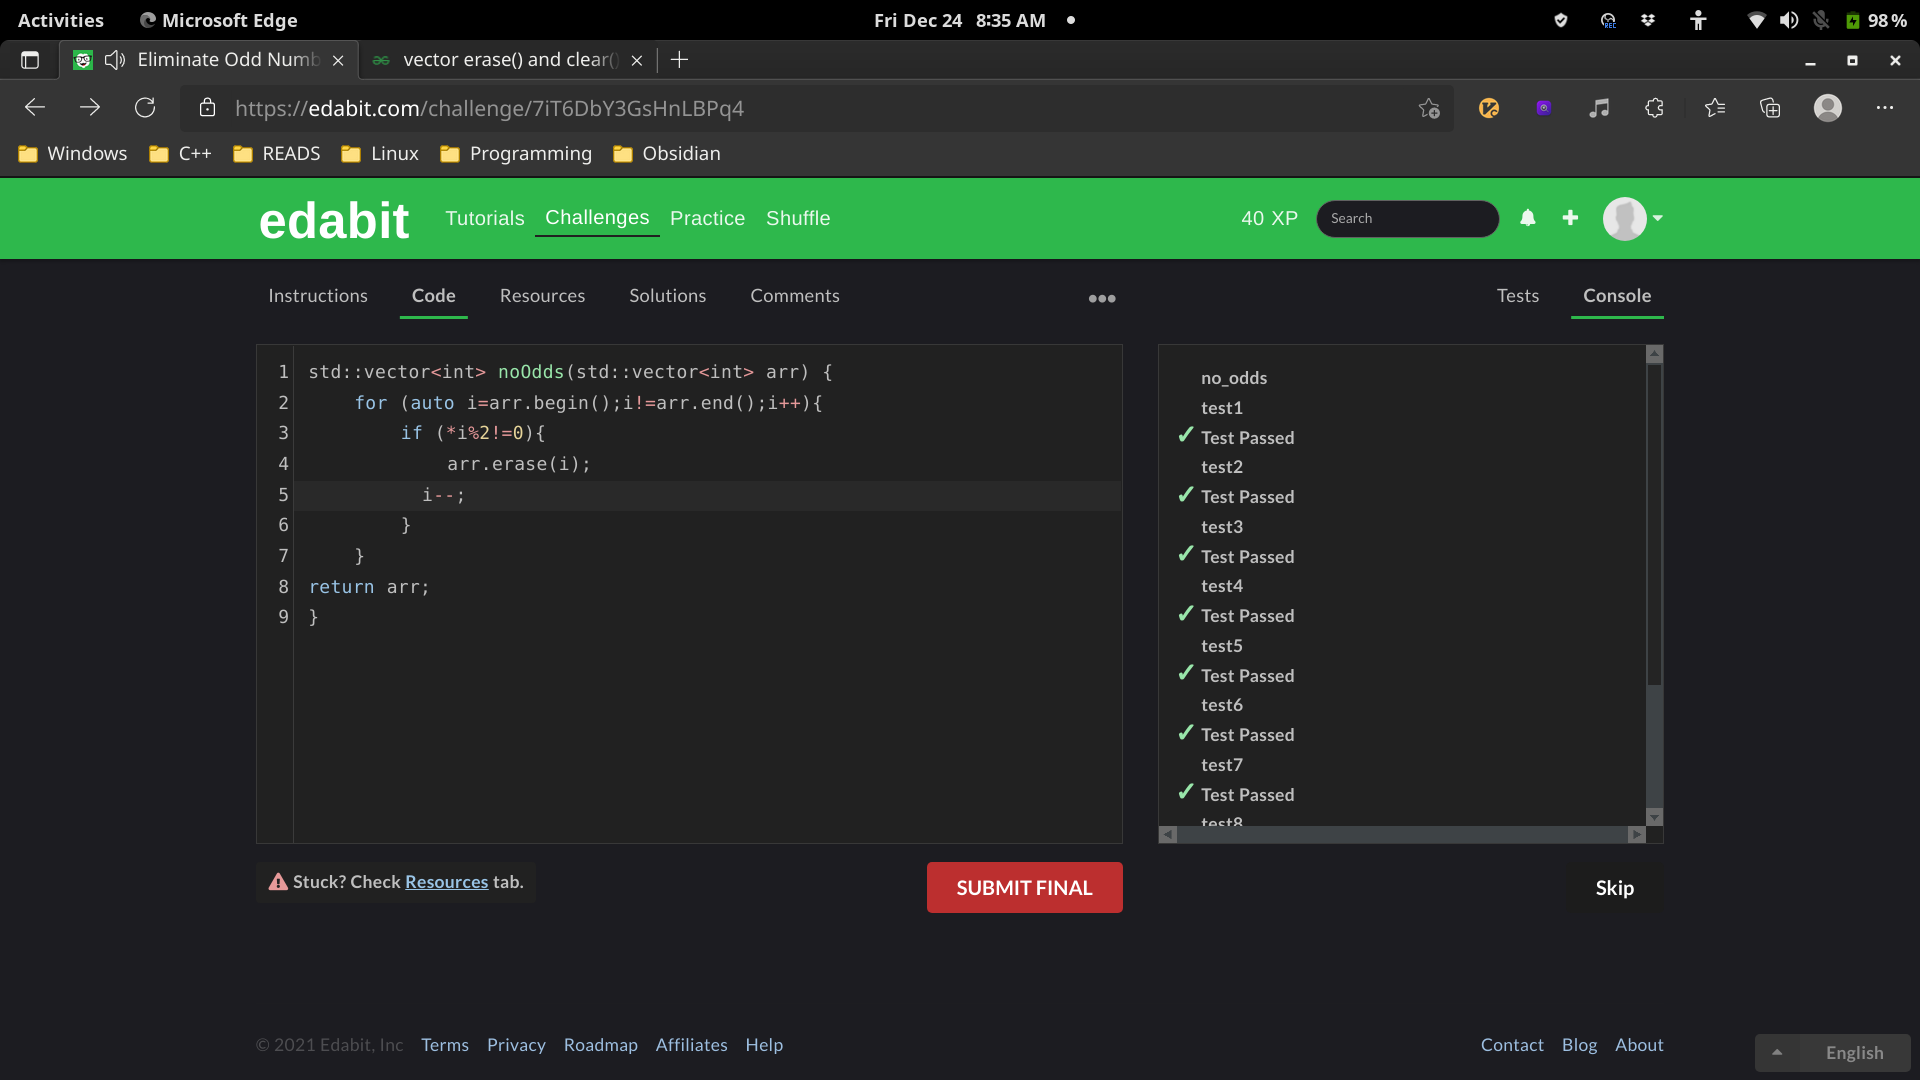 Activities Microsoft Edge Fri Dec 24 8:35 AM 98%
Eliminate Odd Numb vector erase() and clear()
https://edabit.com/challenge/7iT6DbY3GsHnLBPq4
Windows C++ READS Linux Programming Obsidian
edabit Tutorials Challenges Practice Shuffle 40 XP Search
Instructions Code Resources Solutions Comments Tests Console
1 std::vector<int> noOdds(std::vector<int> arr) {
2 for (auto i=arr.begin();i!=arr.end();i++){
3 if (*i%2!=0){
4 arr.erase(i);
5 i--;
6 }
7 }
8 return arr;
9 }
no_odds
test1
✓ Test Passed
test2
✓ Test Passed
test3
✓ Test Passed
test4
✓ Test Passed
test5
✓ Test Passed
test6
✓ Test Passed
test7
✓ Test Passed
test8
Stuck? Check Resources tab. SUBMIT FINAL Skip
© 2021 Edabit, Inc Terms Privacy Roadmap Affiliates Help Contact Blog About
English